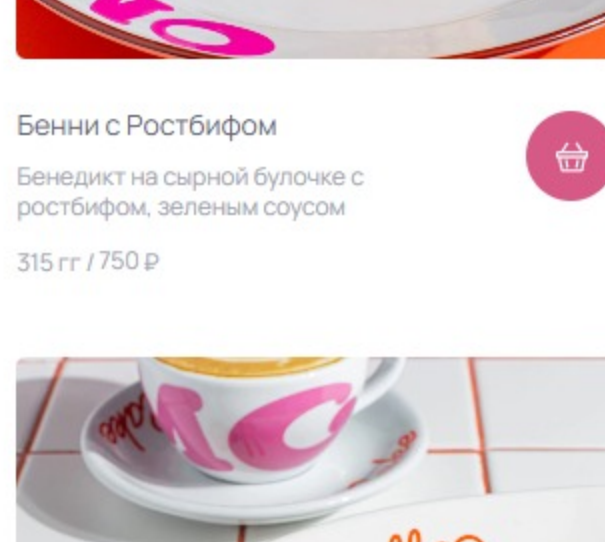 Бенни с Ростбифом
Бенедикт на сырной булочке с
ростбифом, зеленым соусом
315 гг / 750 ₽